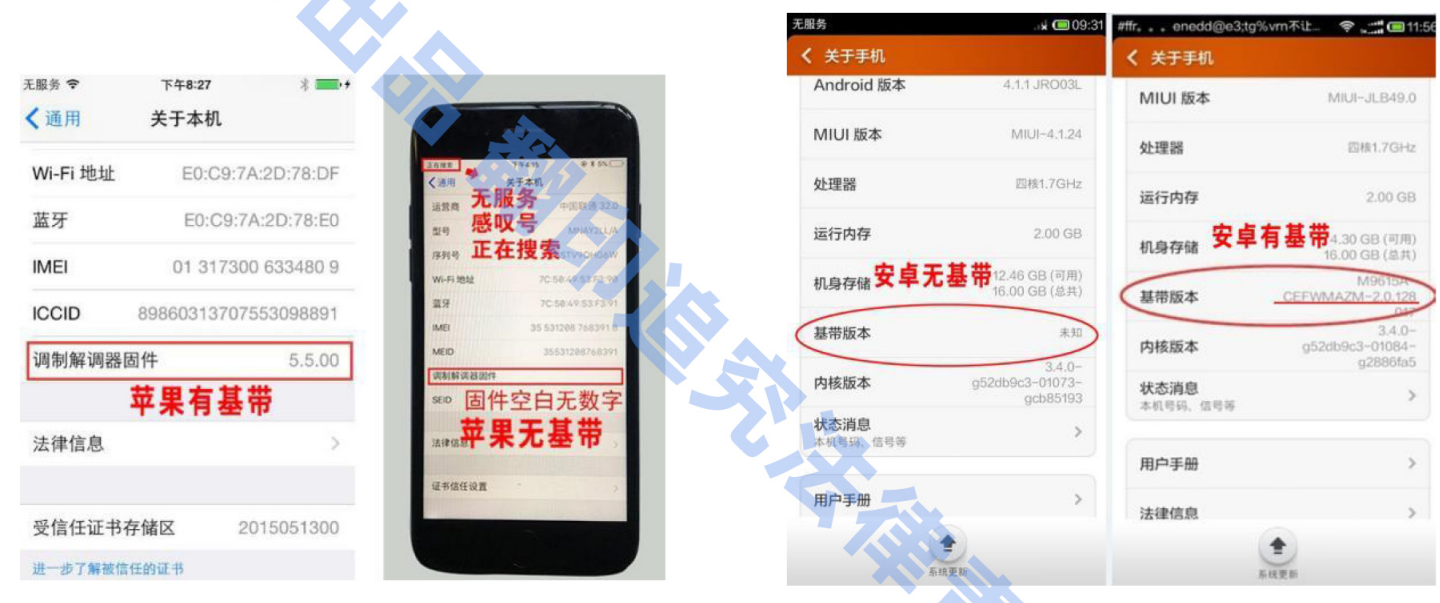 无服务 下午8:27
通用 关于本机
Wi-Fi 地址 E0:C9:7A:2D:78:DF
蓝牙 E0:C9:7A:2D:78:E0
IMEI 01 317300 633480 9
ICCID 89860313707553098891
调制解调器固件 5.5.00
苹果有基带
法律信息
受信任证书存储区 2015051300
进一步了解被信任的证书
正在搜索 下午4:15 5%
通用 关于本机
无服务
感叹号
正在搜索
运营商 中国联通 32.0
型号 MNAY2LL/A
序列号
Wi-Fi 地址
蓝牙 7C:50:49:53:F3:91
IMEI 35 531208 768391 8
MEID 35531208768391
调制解调器固件
SEID
固件空白无数字
苹果无基带
法律信息
证书信任设置
无服务 09:31
关于手机
Android 版本 4.1.1 JRO03L
MIUI 版本 MIUI-4.1.24
处理器 四核1.7GHz
运行内存 2.00 GB
机身存储 12.46 GB (可用)
16.00 GB (总共)
安卓无基带
基带版本 未知
内核版本 3.4.0-
g52db9c3-01073-
gcb85193
状态消息
本机号码、信号等
用户手册
系统更新
#ffr。。。enedd@e3;tg%vrn不让... 11:56
关于手机
MIUI 版本 MIUI-JLB49.0
处理器 四核1.7GHz
运行内存 2.00 GB
机身存储 4.30 GB (可用)
16.00 GB (总共)
安卓有基带
基带版本 M9615A-
CEFWMAZM-2.0.128
017
内核版本 3.4.0-
g52db9c3-01084-
g2886fa5
状态消息
本机号码、信号等
用户手册
法律信息
系统更新
出品 翻印追究法律责